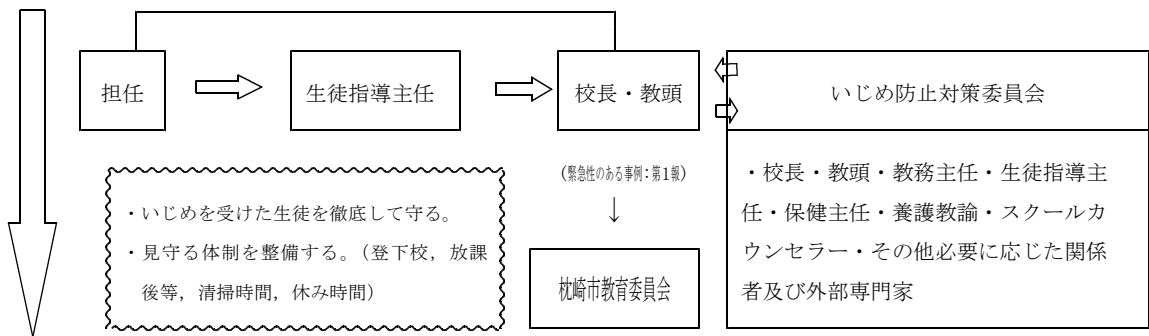 担任
生徒指導主任
校長・教頭
いじめ防止対策委員会
・いじめを受けた生徒を徹底して守る。
・見守る体制を整備する。（登下校，放課
後等，清掃時間，休み時間）
(緊急性のある事例：第1報)
↓
枕崎市教育委員会
・校長・教頭・教務主任・生徒指導主
任・保健主任・養護教諭・スクールカ
ウンセラー・その他必要に応じた関係
者及び外部専門家